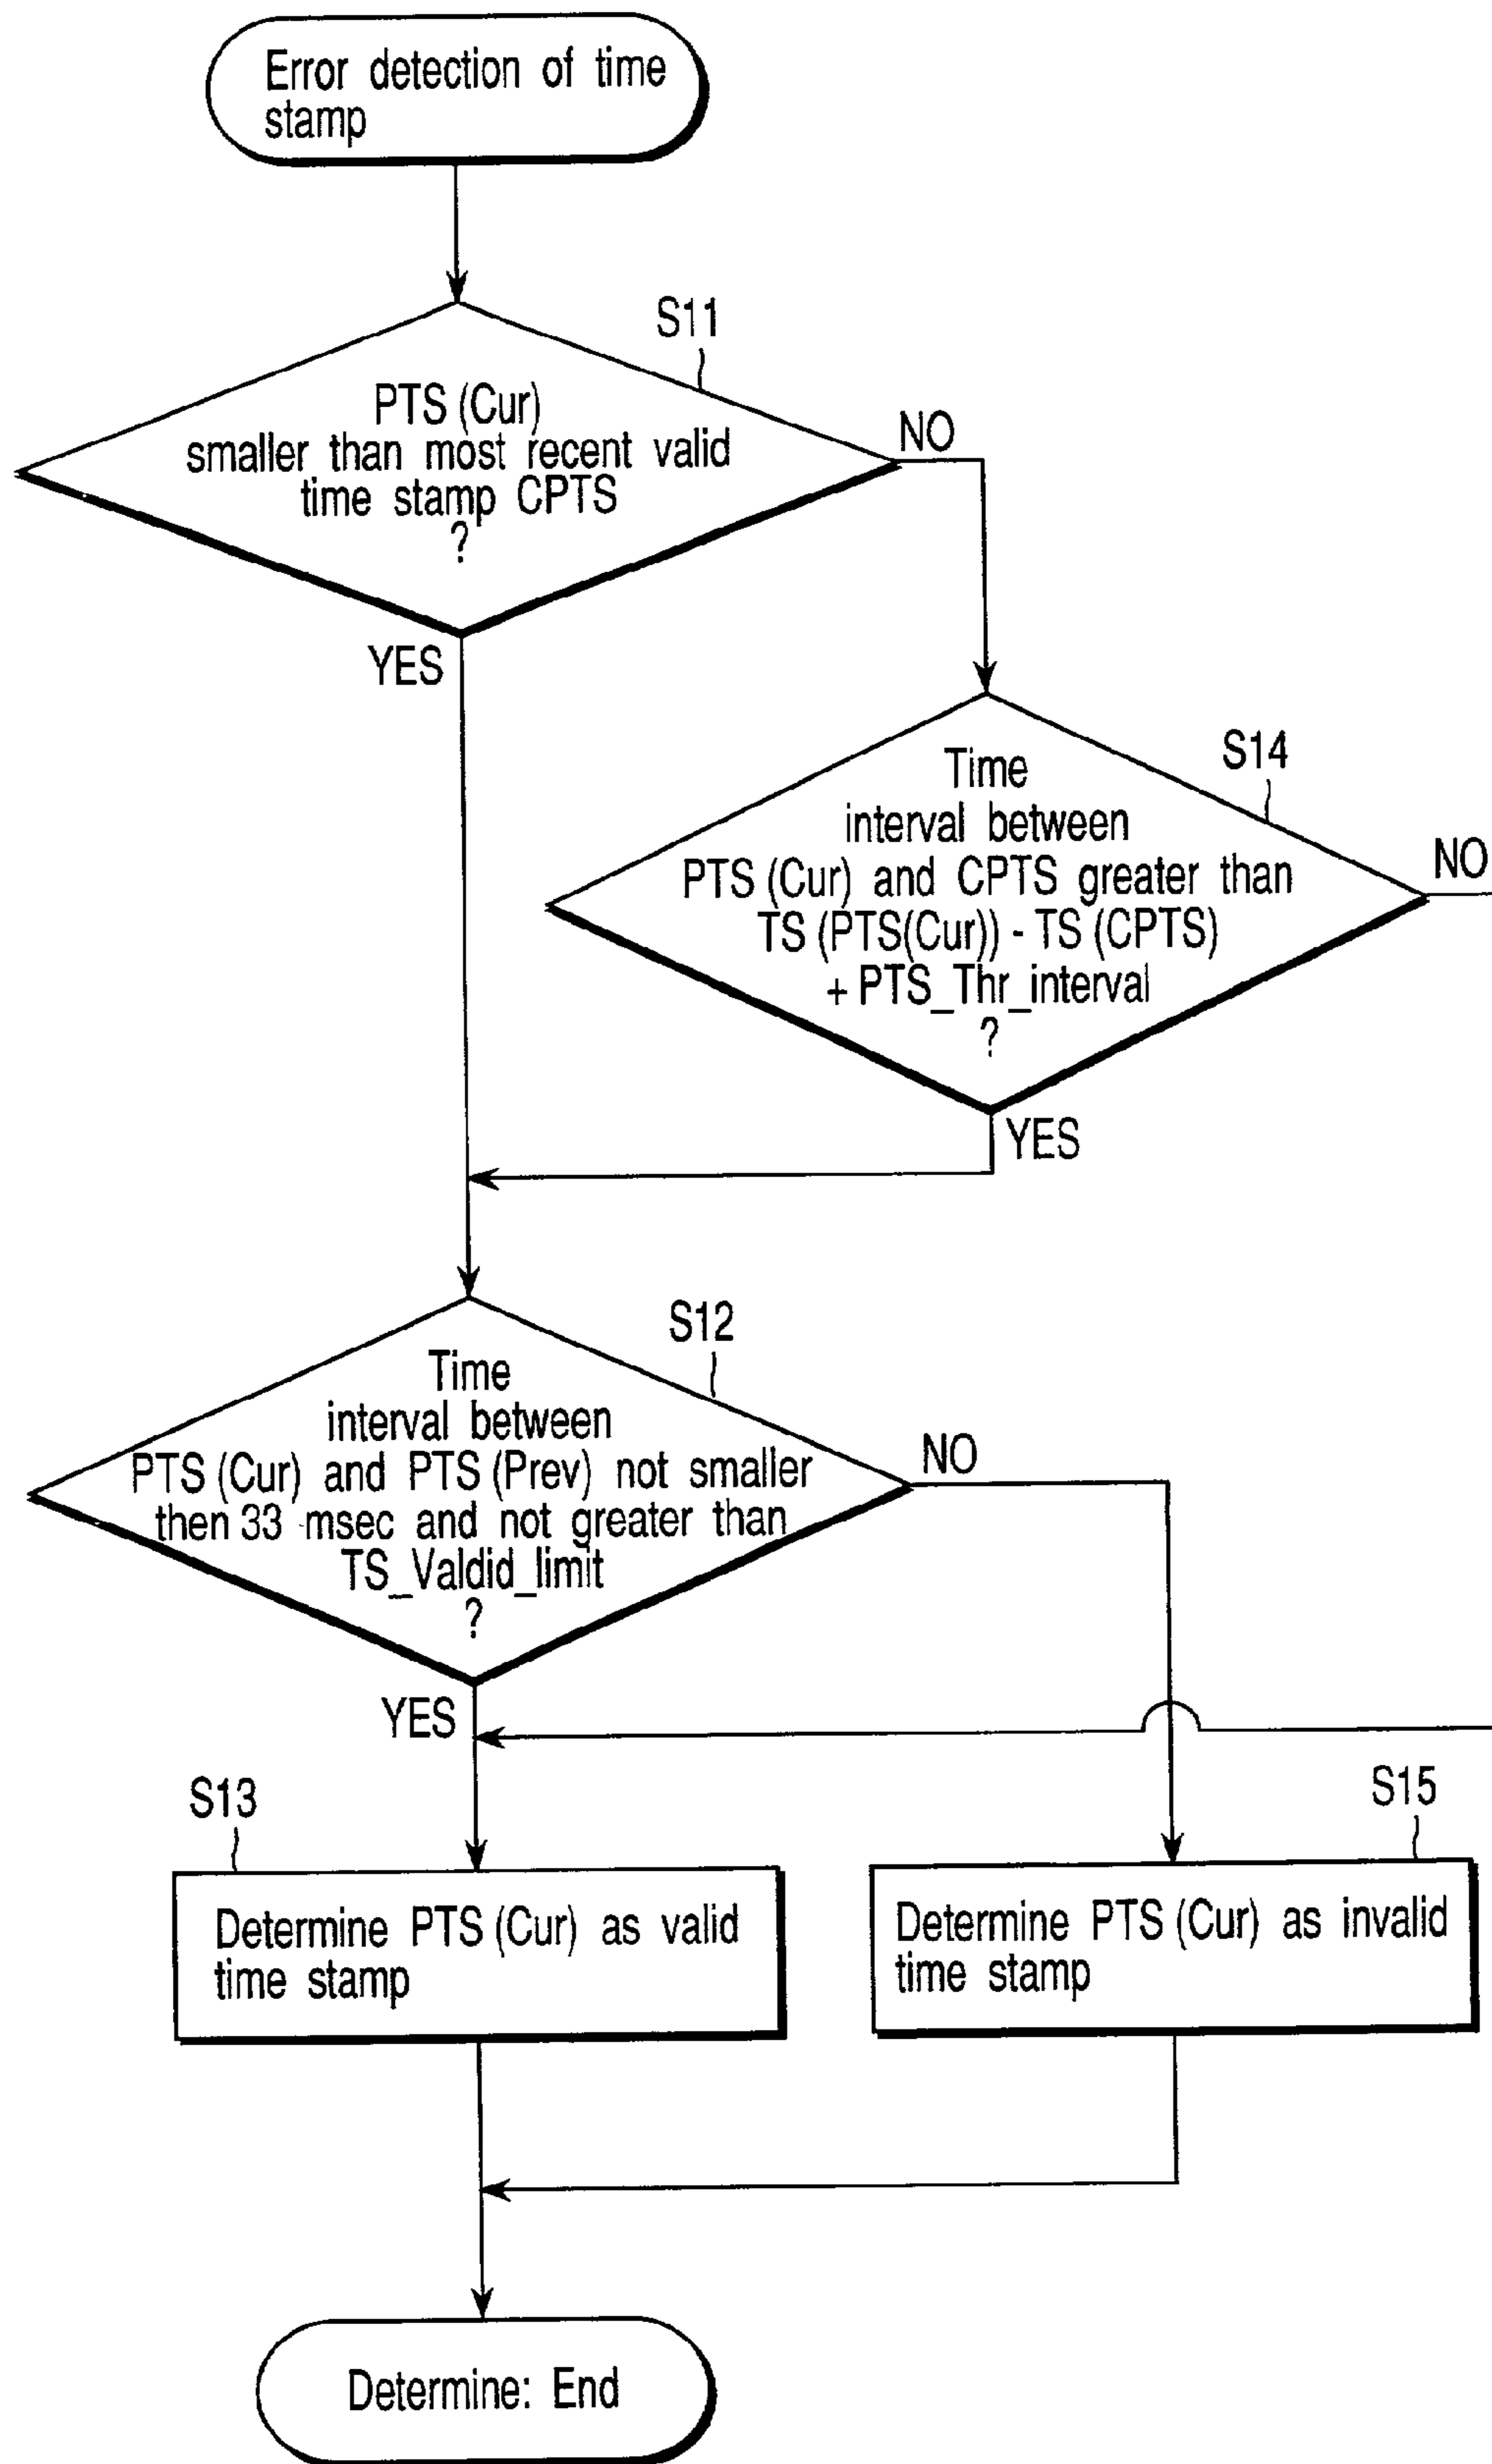 Error detection of time
stamp
S11
PTS (Cur)
smaller than most recent valid
time stamp CPTS
?
NO
YES
S14
Time
interval between
PTS (Cur) and CPTS greater than
TS (PTS(Cur)) - TS (CPTS)
+ PTS_Thr_interval
?
NO
YES
S12
Time
interval between
PTS (Cur) and PTS (Prev) not smaller
then 33 msec and not greater than
TS_Valdid_limit
?
NO
YES
S13
Determine PTS (Cur) as valid
time stamp
S15
Determine PTS (Cur) as invalid
time stamp
Determine: End